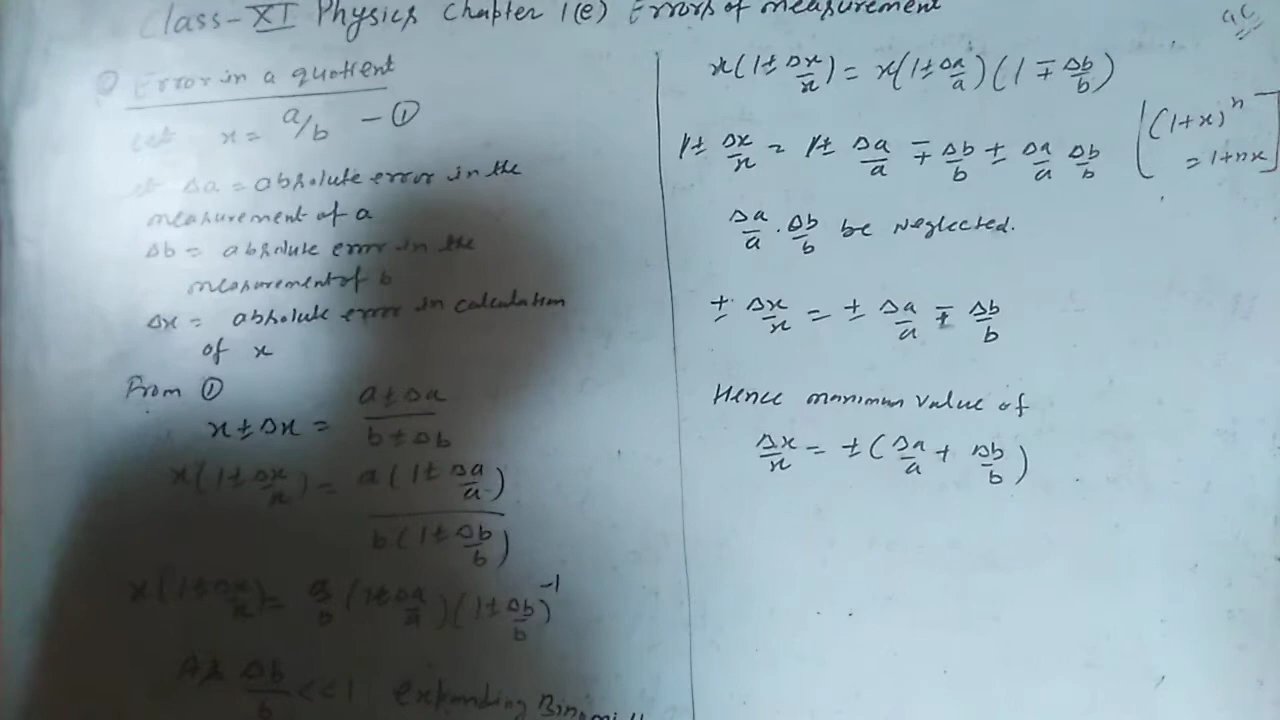 Class-XI Physics Chapter 1(e) Errors of measurement
Error in a quotient
Let x = a/b - ①
Δa = absolute error in the
measurement of a
Δb = absolute error in the
measurement of b
Δx = absolute error in calculation
of x
From ①
x ± Δx = (a ± Δa)/(b ± Δb)
x(1 ± Δx/x) = a(1 ± Δa/a)/b(1 ± Δb/b)
x(1 ± Δx/x) = a/b (1 ± Δa/a)(1 ± Δb/b)⁻¹
As Δb/b << 1 expanding
x(1 ± Δx/x) = x(1 ± Δa/a)(1 ∓ Δb/b)
[(1+x)ⁿ = 1+nx]
1 ± Δx/x = 1 ± Δa/a ∓ Δb/b ± Δa/a Δb/b
Δa/a . Δb/b be neglected.
± Δx/x = ± Δa/a ∓ Δb/b
Hence maximum value of
Δx/x = ± (Δa/a + Δb/b)